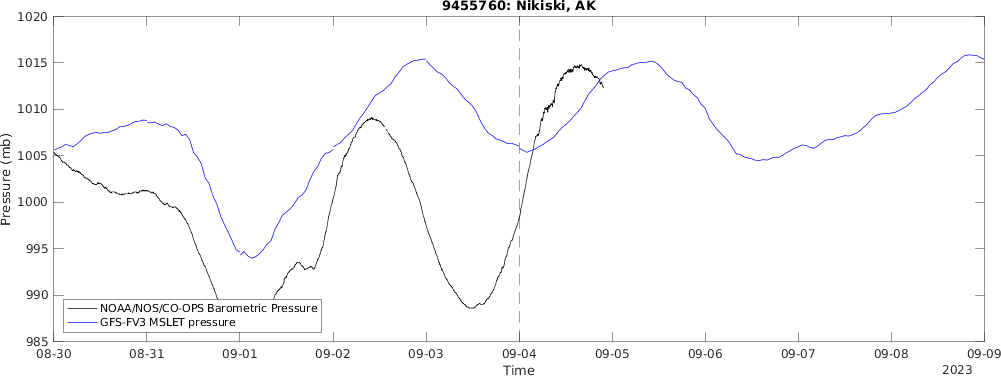 9455760: Nikiski, AK
Pressure (mb)
1020
1015
1010
1005
1000
995
990
985
NOAA/NOS/CO-OPS Barometric Pressure
GFS-FV3 MSLET pressure
08-30 08-31 09-01 09-02 09-03 09-04 09-05 09-06 09-07 09-08 09-09
Time
2023